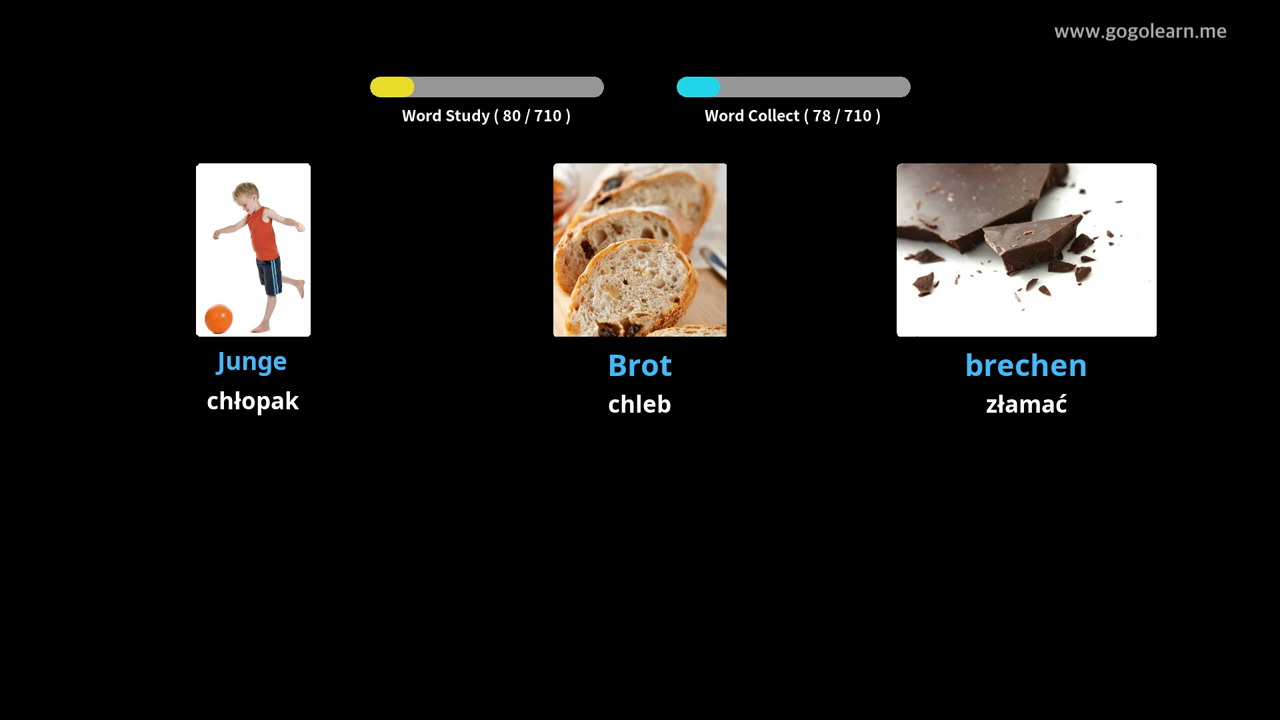 www.gogolearn.me
Word Study ( 80 / 710 )
Word Collect ( 78 / 710 )
Junge
chłopak
Brot
chleb
brechen
złamać